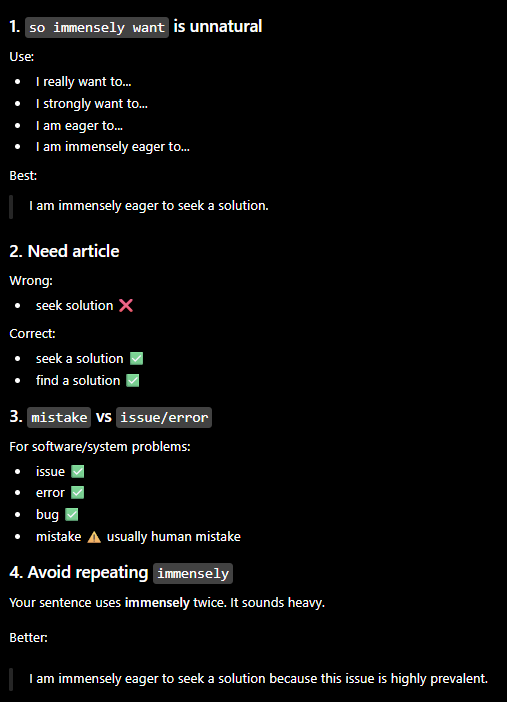 1. so immensely want is unnatural
Use:
• I really want to...
• I strongly want to...
• I am eager to...
• I am immensely eager to...
Best:
I am immensely eager to seek a solution.
2. Need article
Wrong:
• seek solution ❌
Correct:
• seek a solution ✅
• find a solution ✅
3. mistake vs issue/error
For software/system problems:
• issue ✅
• error ✅
• bug ✅
• mistake ⚠️ usually human mistake
4. Avoid repeating immensely
Your sentence uses immensely twice. It sounds heavy.
Better:
I am immensely eager to seek a solution because this issue is highly prevalent.